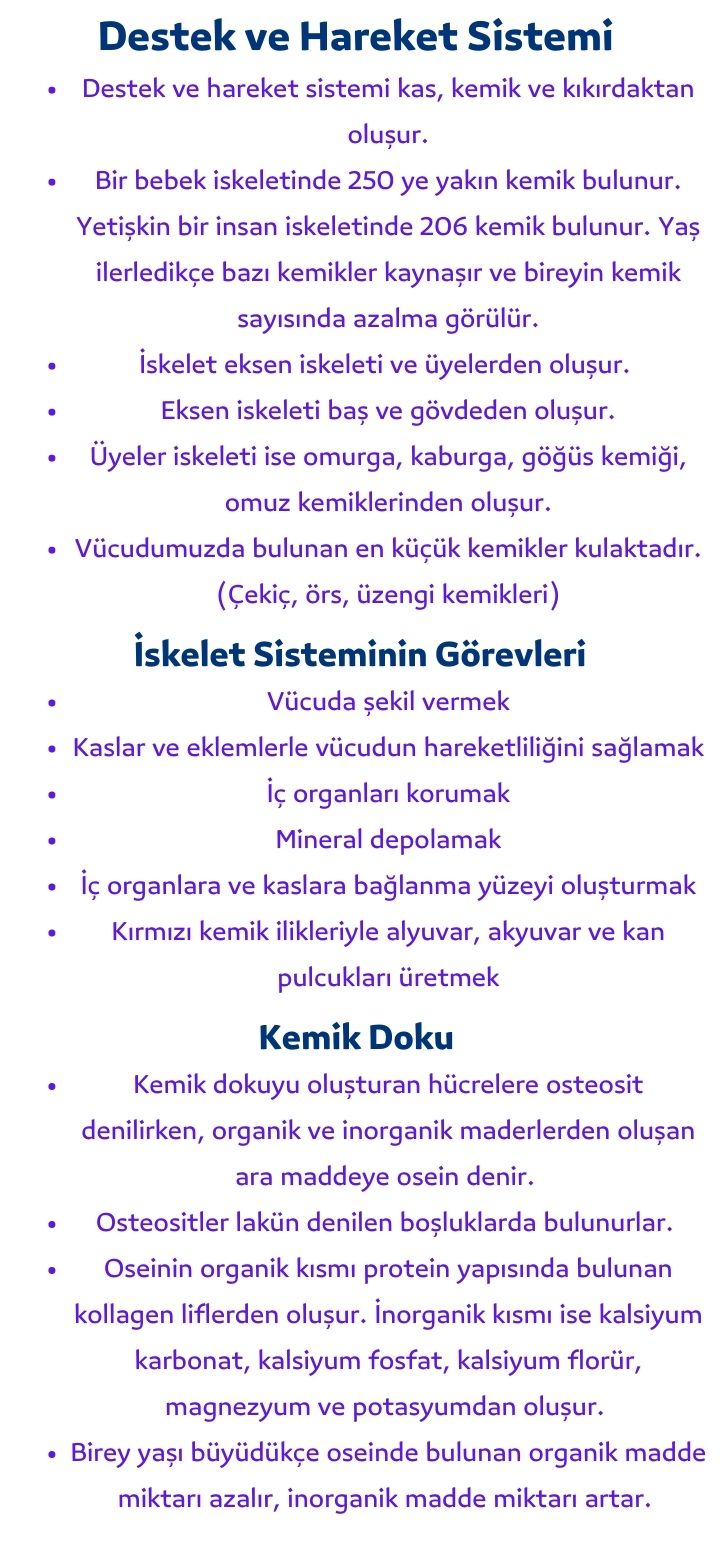 Destek ve Hareket Sistemi
• Destek ve hareket sistemi kas, kemik ve kıkırdaktan
oluşur.
• Bir bebek iskeletinde 250 ye yakın kemik bulunur.
Yetişkin bir insan iskeletinde 206 kemik bulunur. Yaş
ilerledikçe bazı kemikler kaynaşır ve bireyin kemik
sayısında azalma görülür.
• İskelet eksen iskeleti ve üyelerden oluşur.
• Eksen iskeleti baş ve gövdeden oluşur.
• Üyeler iskeleti ise omurga, kaburga, göğüs kemiği,
omuz kemiklerinden oluşur.
• Vücudumuzda bulunan en küçük kemikler kulaktadır.
(Çekiç, örs, üzengi kemikleri)
İskelet Sisteminin Görevleri
• Vücuda şekil vermek
• Kaslar ve eklemlerle vücudun hareketliliğini sağlamak
• İç organları korumak
• Mineral depolamak
• İç organlara ve kaslara bağlanma yüzeyi oluşturmak
• Kırmızı kemik ilikleriyle alyuvar, akyuvar ve kan
pulcukları üretmek
Kemik Doku
• Kemik dokuyu oluşturan hücrelere osteosit
denilirken, organik ve inorganik maderlerden oluşan
ara maddeye osein denir.
• Osteositler lakün denilen boşluklarda bulunurlar.
• Oseinin organik kısmı protein yapısında bulunan
kollagen liflerden oluşur. İnorganik kısmı ise kalsiyum
karbonat, kalsiyum fosfat, kalsiyum florür,
magnezyum ve potasyumdan oluşur.
• Birey yaşı büyüdükçe oseinde bulunan organik madde
miktarı azalır, inorganik madde miktarı artar.